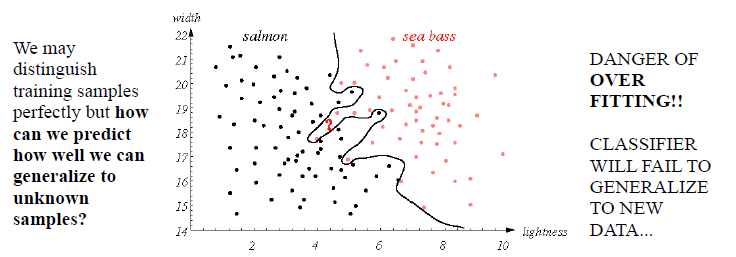 We may
distinguish
training samples
perfectly but how
can we predict
how well we can
generalize to
unknown
samples?
width
22
21
20
19
18
17
16
15
14
salmon
sea bass
?
2
4
6
8
10
lightness
DANGER OF
OVER
FITTING!!
CLASSIFIER
WILL FAIL TO
GENERALIZE
TO NEW
DATA...